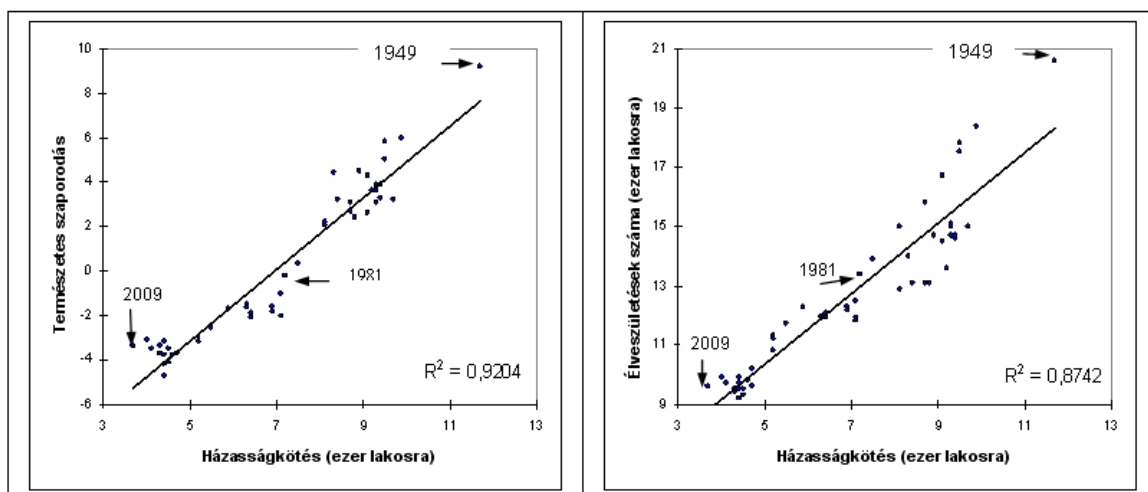 Természetes szaporodás
10
8
6
4
2
0
-2
-4
-6
1949
1981
2009
R² = 0,9204
3 5 7 9 11 13
Házasságkötés (ezer lakosra)
Élveszületések száma (ezer lakosra)
21
19
17
15
13
11
9
1949
1981
2009
R² = 0,8742
3 5 7 9 11 13
Házasságkötés (ezer lakosra)